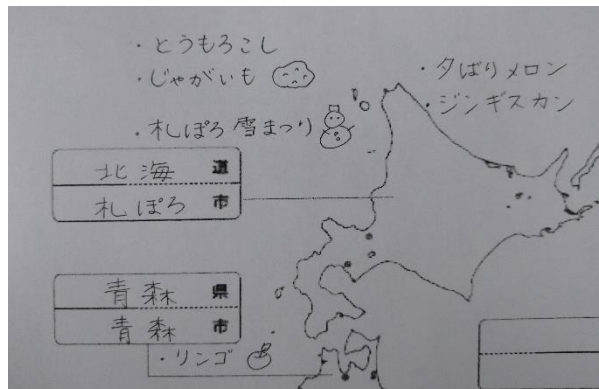 ・とうもろこし
・じゃがいも
・札ぽろ雪まつり
・夕ばりメロン
・ジンギスカン
北海道
札ぽろ市
青森県
青森市
・リンゴ